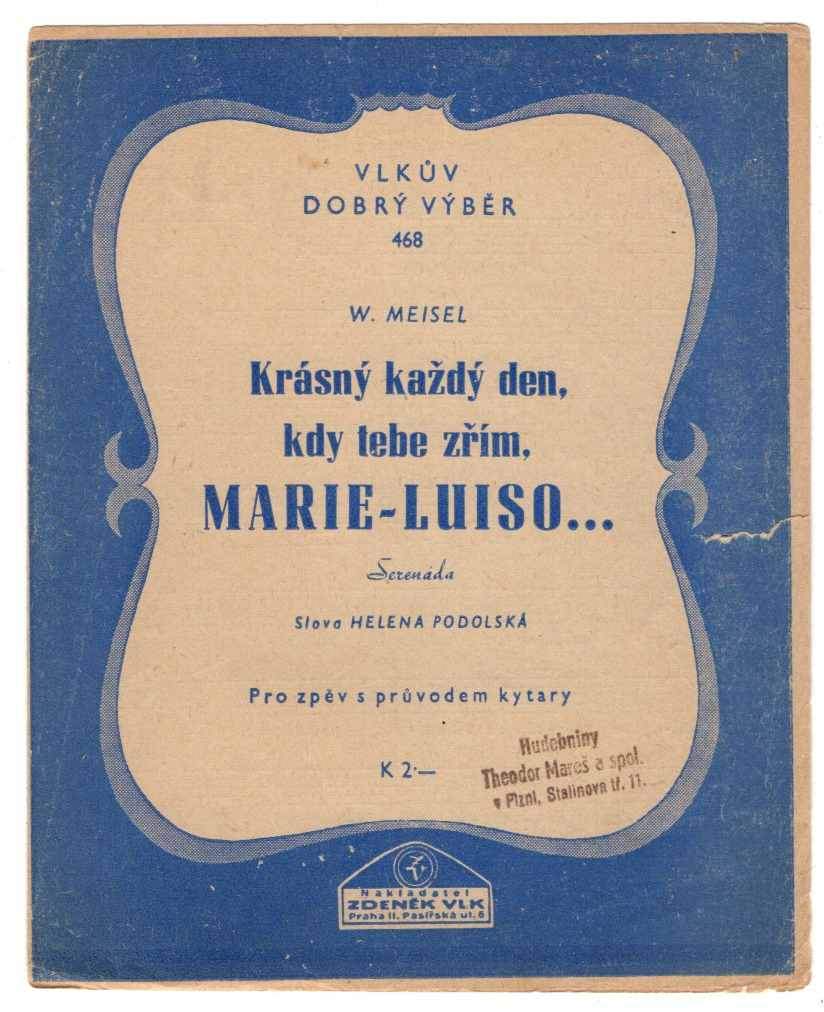 VLKŮV
DOBRÝ VÝBĚR
468
W. MEISEL
Krásný každý den,
kdy tebe zřím,
MARIE-LUISO...
Serenáda
Slova HELENA PODOLSKÁ
Pro zpěv s průvodem kytary
K 2·—
Hudebniny
Theodor Mareš a spol.
v Plzni, Stalinova tř. 11.
Nakladatel
ZDENĚK VLK
Praha II. Pasířská ul. 6